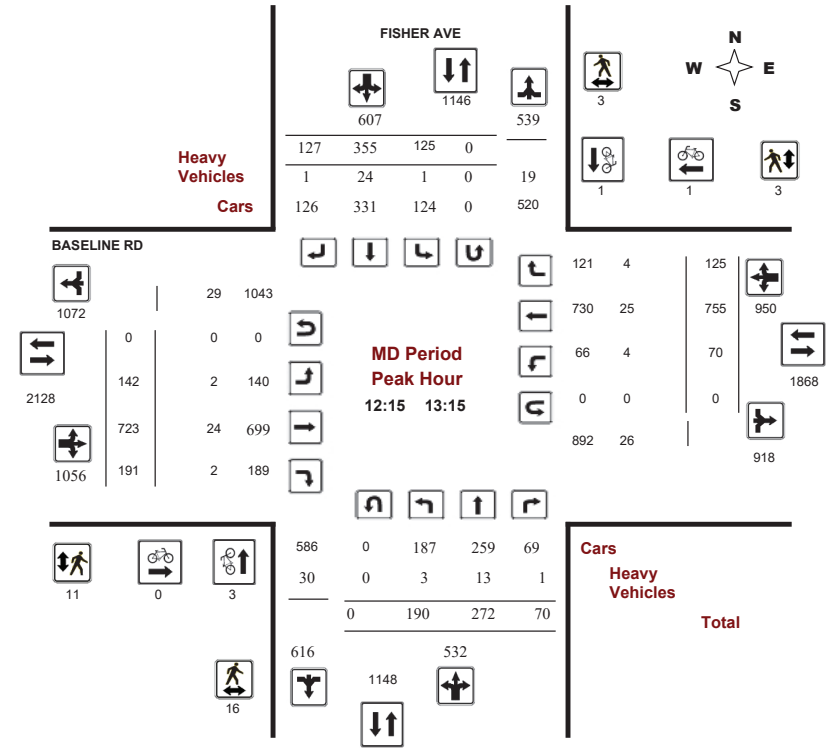 FISHER AVE
N
W E
S
1146
3
607 539
127 355 125 0
Heavy
Vehicles
1 24 1 0 19
1 1 3
Cars 126 331 124 0 520
BASELINE RD
121 4 125
1072
29 1043
730 25 755 950
0 0 0
MD Period
Peak Hour
66 4 70
2128
142 2 140
1868
12:15 13:15
0 0 0
723 24 699
892 26
918
1056
191 2 189
586 0 187 259 69 Cars
30 0 3 13 1 Heavy
Vehicles
11 0 3
0 190 272 70 Total
616 532
1148
16